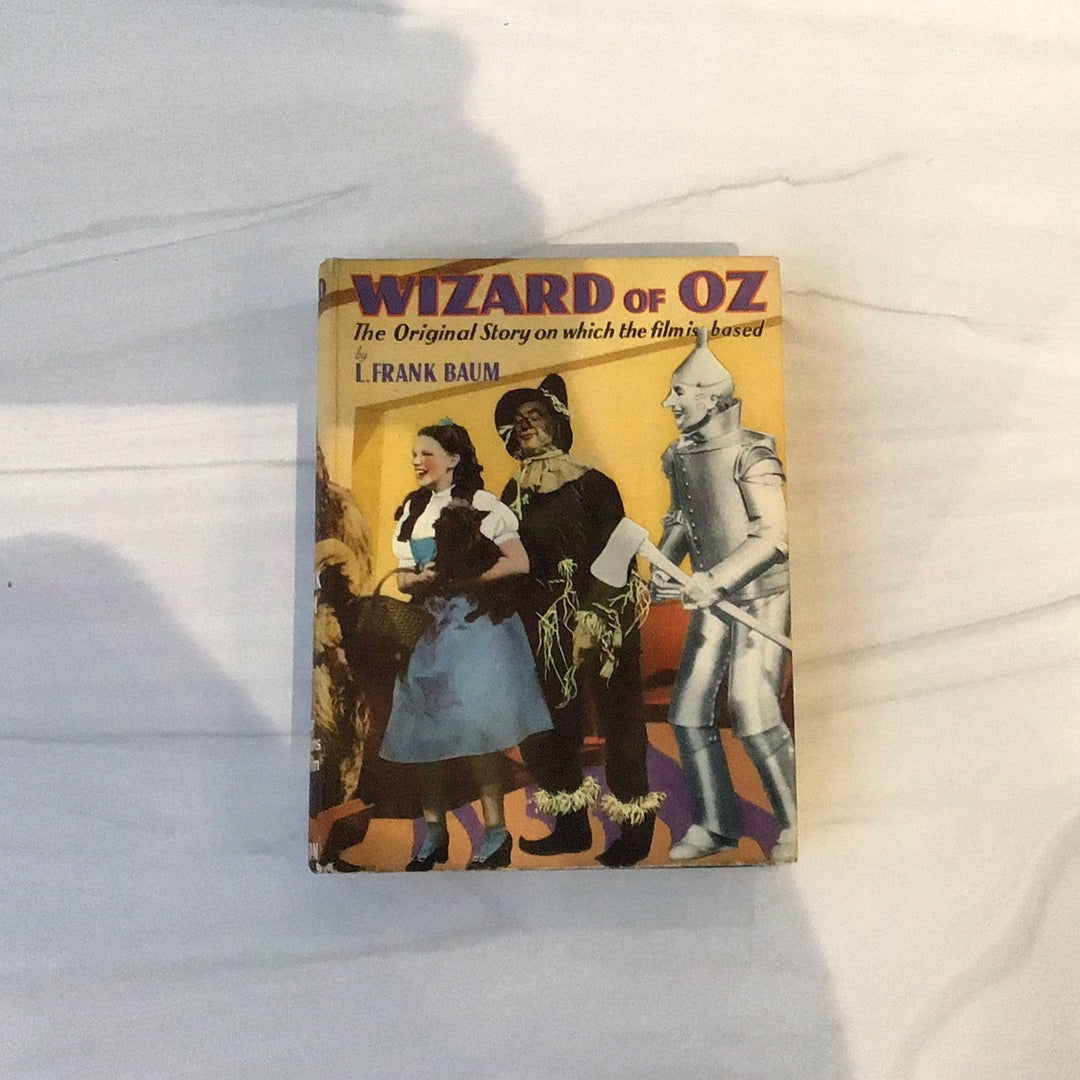 WIZARD OF OZ
The Original Story on which the film is based
by
L. FRANK BAUM